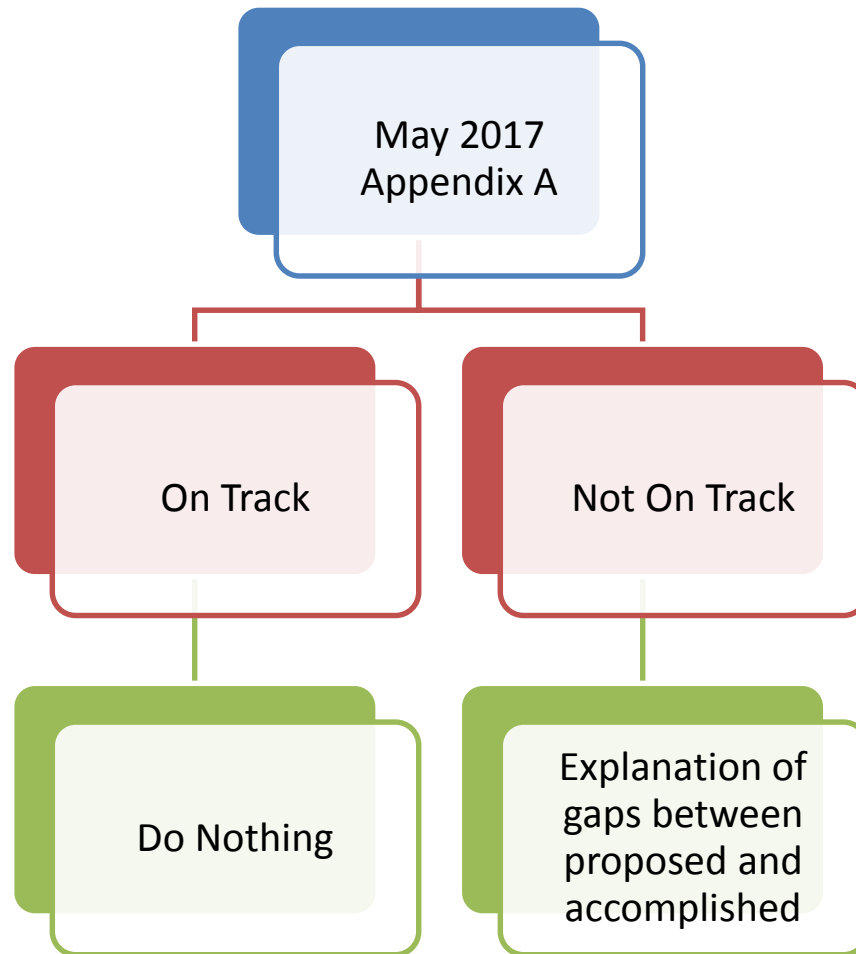 May 2017
Appendix A
On Track
Not On Track
Do Nothing
Explanation of
gaps between
proposed and
accomplished